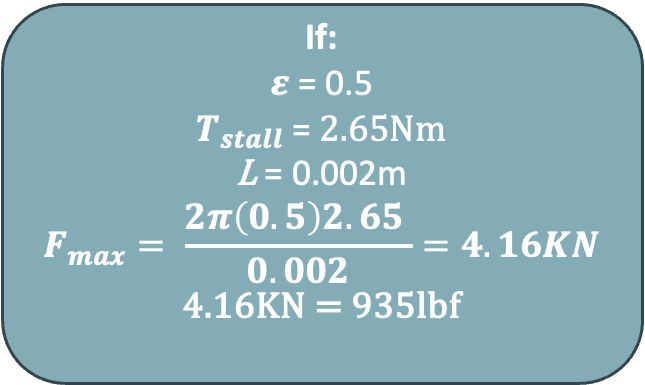 If:
ε = 0.5
T_stall = 2.65Nm
L = 0.002m
F_max = 2π(0.5)2.65 / 0.002 = 4.16KN
4.16KN = 935lbf